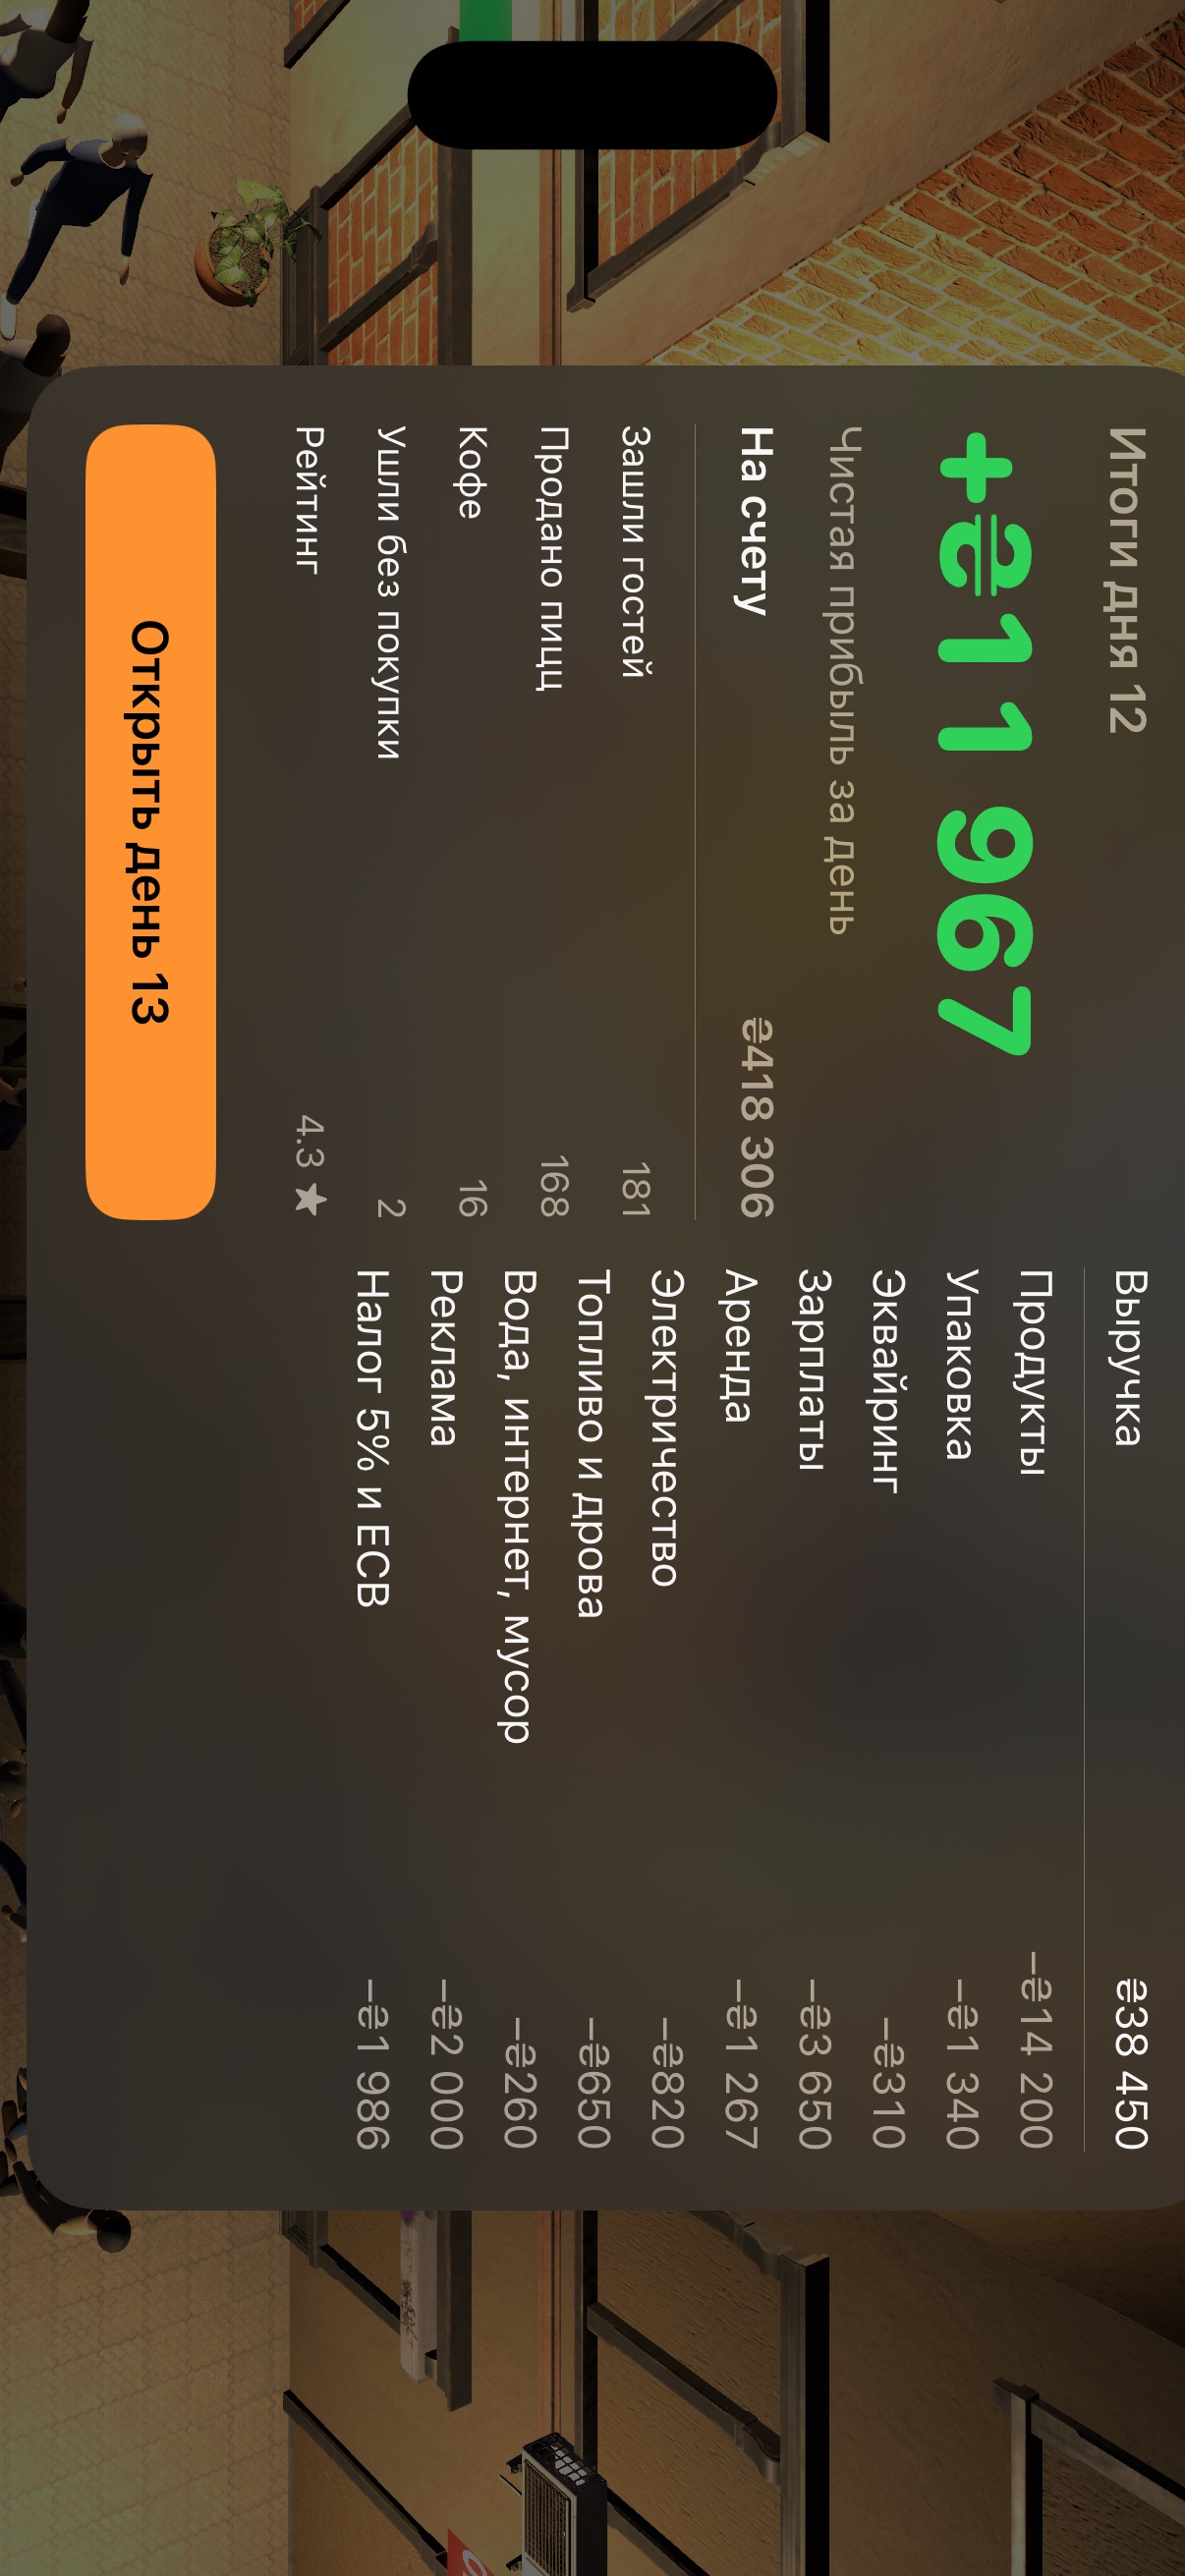 Итоги дня 12
+₴11 967
Чистая прибыль за день
На счету ₴418 306
Зашли гостей 181
Продано пицц 168
Кофе 16
Ушли без покупки 2
Рейтинг 4.3 ★
Открыть день 13
Выручка ₴38 450
Продукты −₴14 200
Упаковка −₴1 340
Эквайринг −₴310
Зарплаты −₴3 650
Аренда −₴1 267
Электричество −₴820
Топливо и дрова −₴650
Вода, интернет, мусор −₴260
Реклама −₴2 000
Налог 5% и ЕСВ −₴1 986